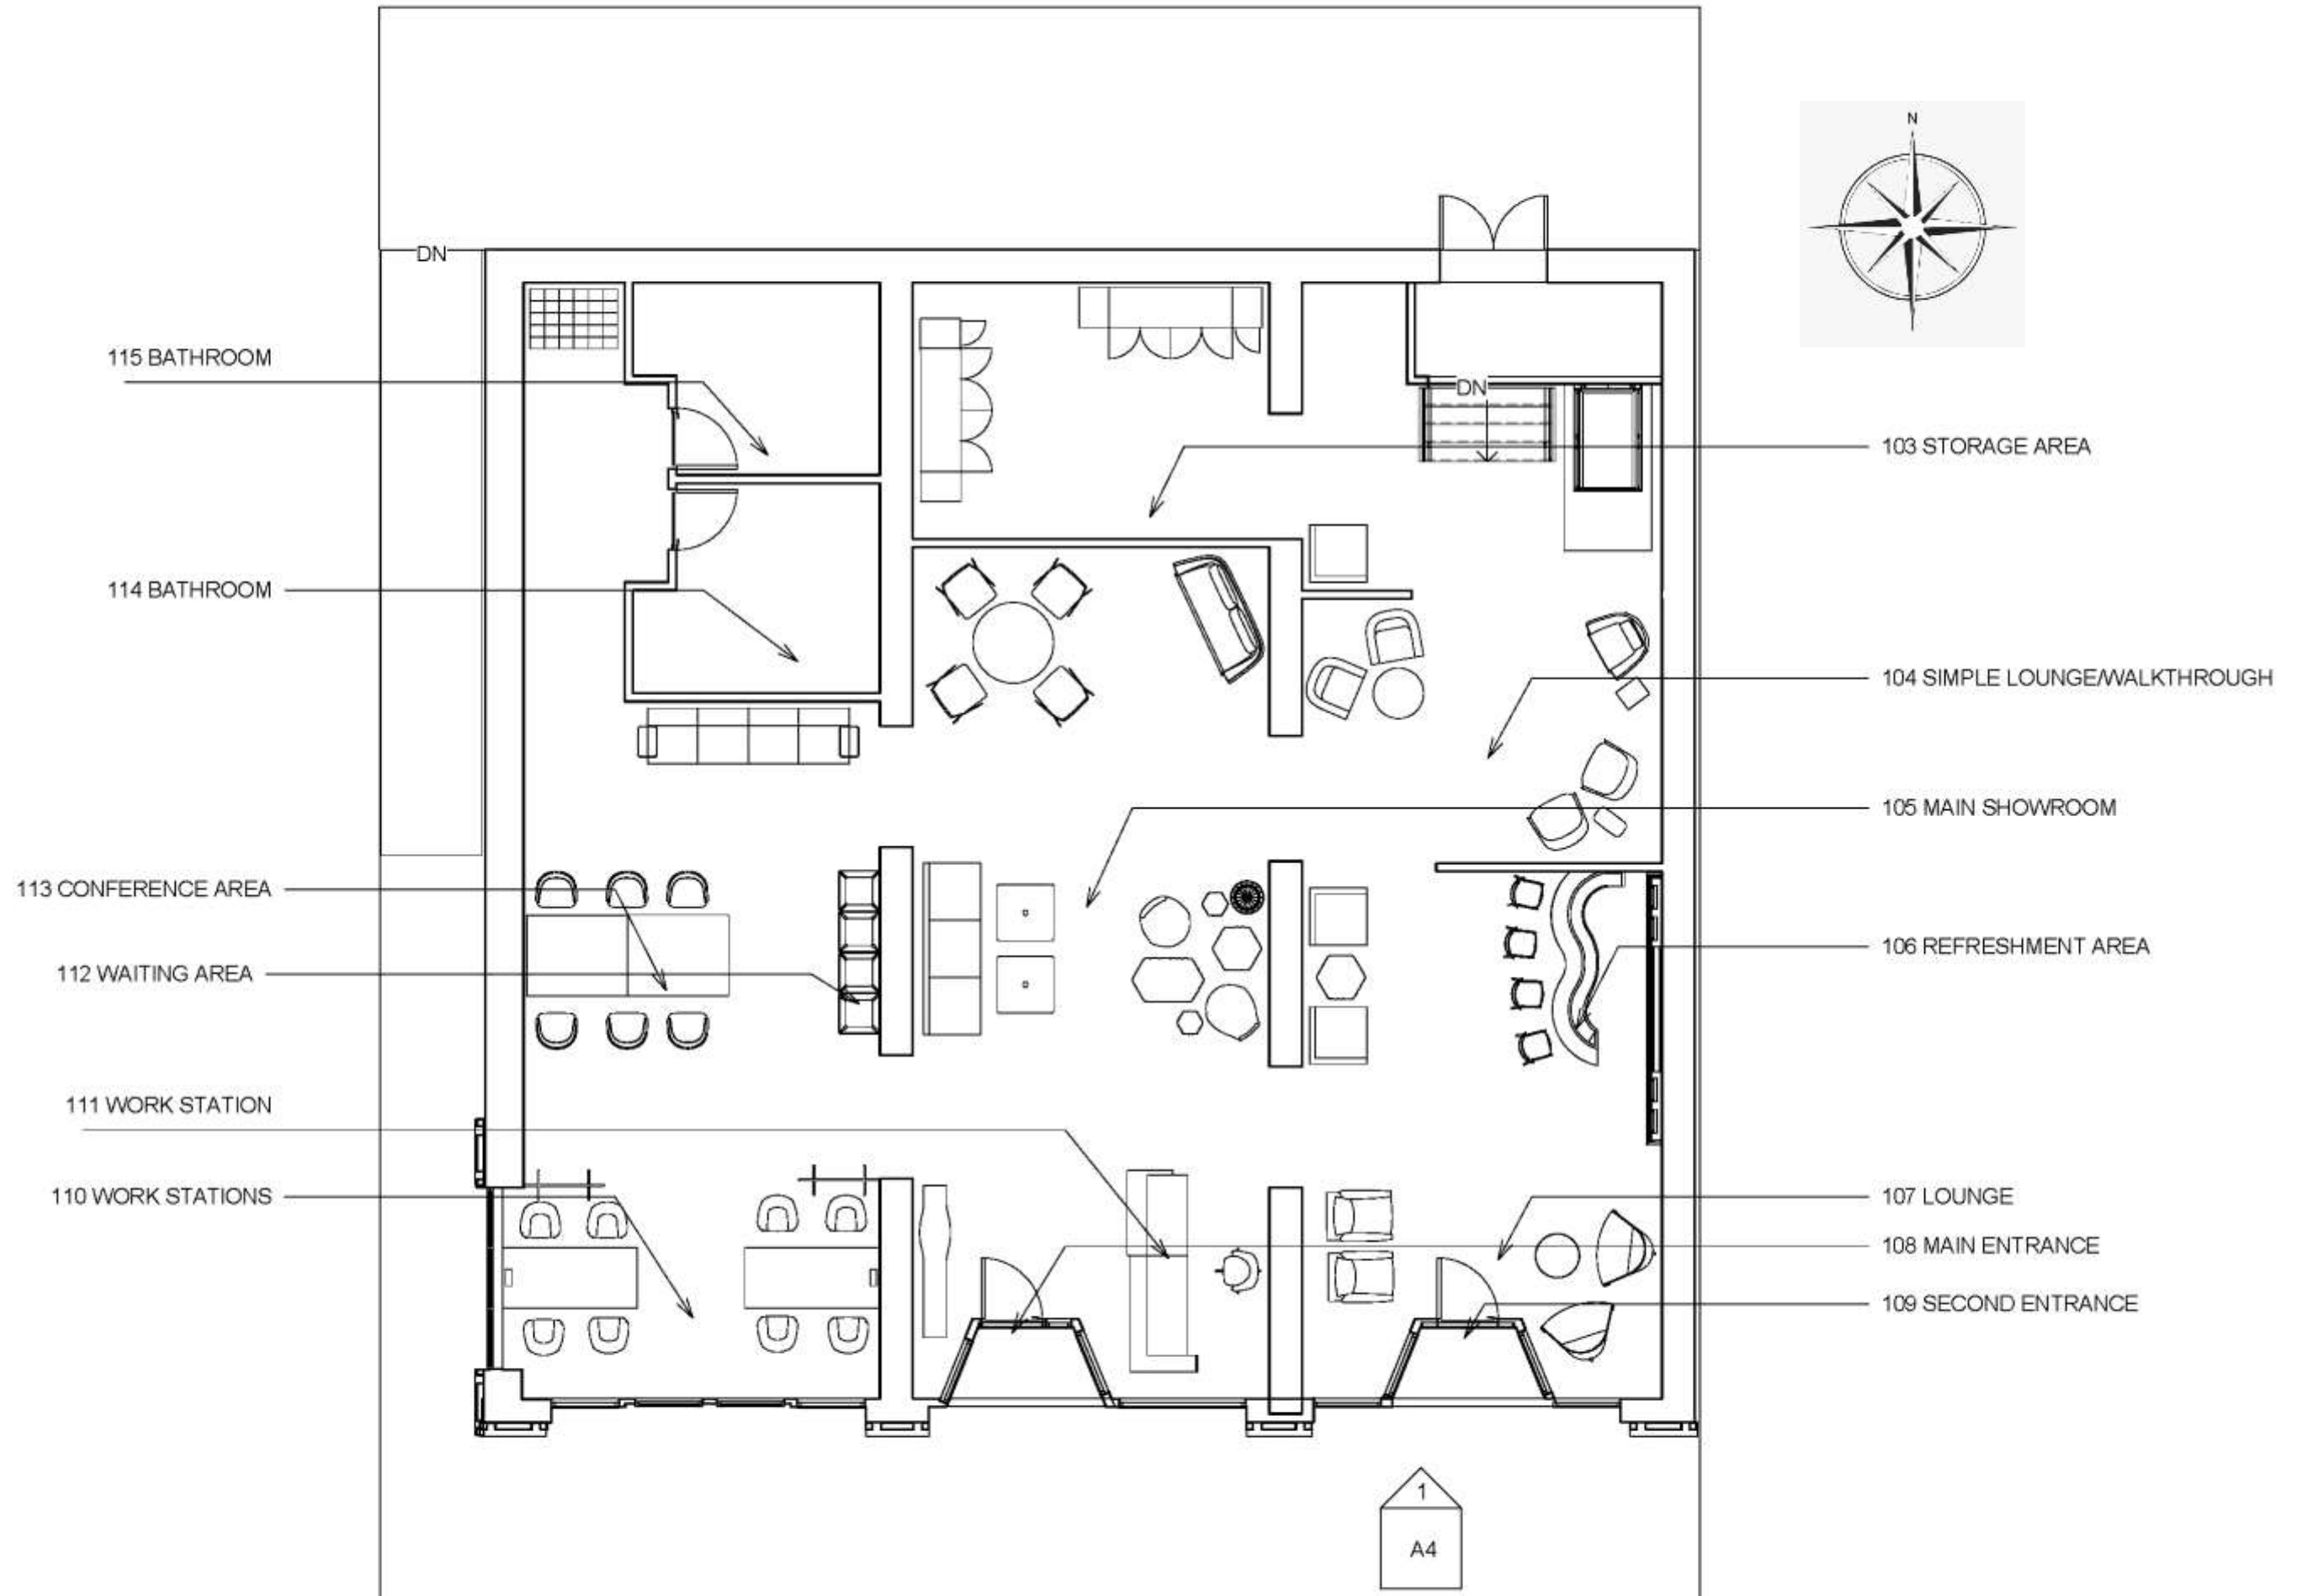 N
DN
115 BATHROOM
DN
103 STORAGE AREA
114 BATHROOM
104 SIMPLE LOUNGE/WALKTHROUGH
105 MAIN SHOWROOM
113 CONFERENCE AREA
106 REFRESHMENT AREA
112 WAITING AREA
111 WORK STATION
110 WORK STATIONS
107 LOUNGE
108 MAIN ENTRANCE
109 SECOND ENTRANCE
1
A4